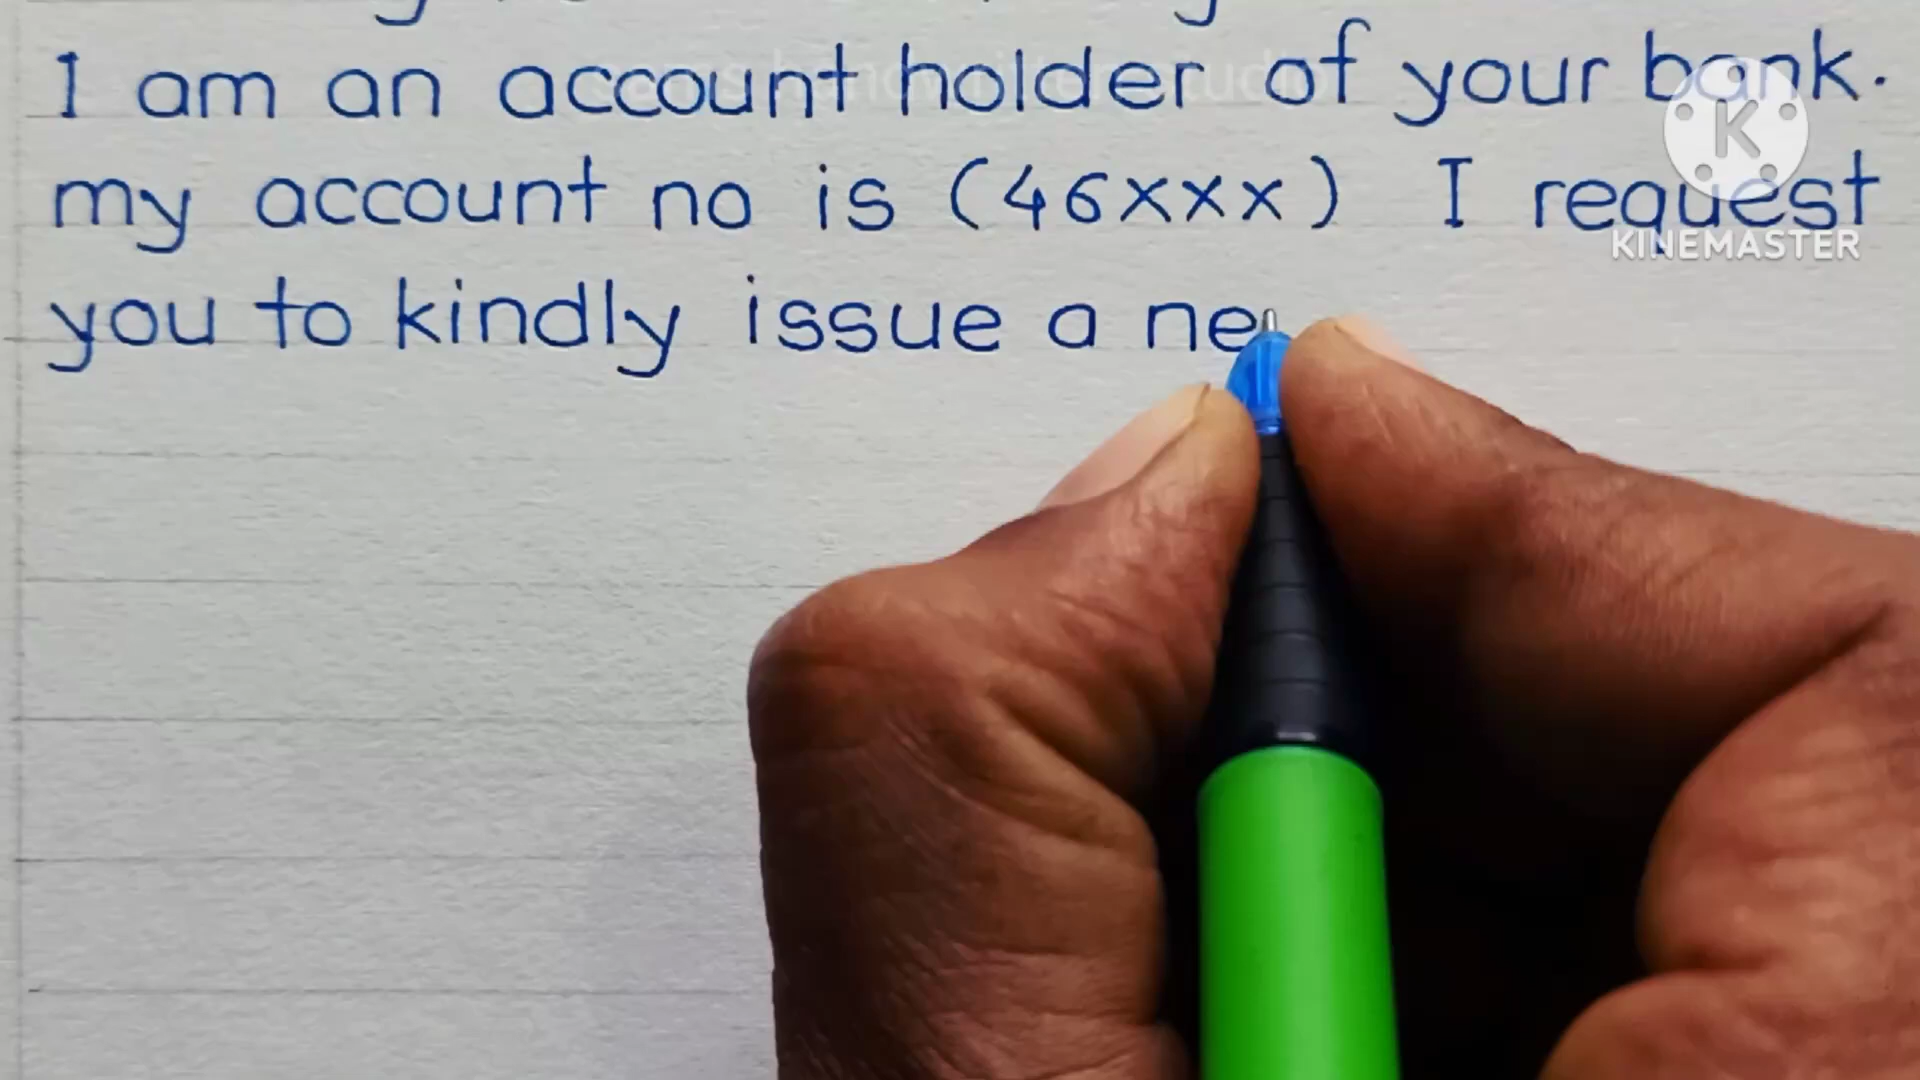 I am an account holder of your bank.
my account no is (46xxx) I request
you to kindly issue a ne
K
KINEMASTER